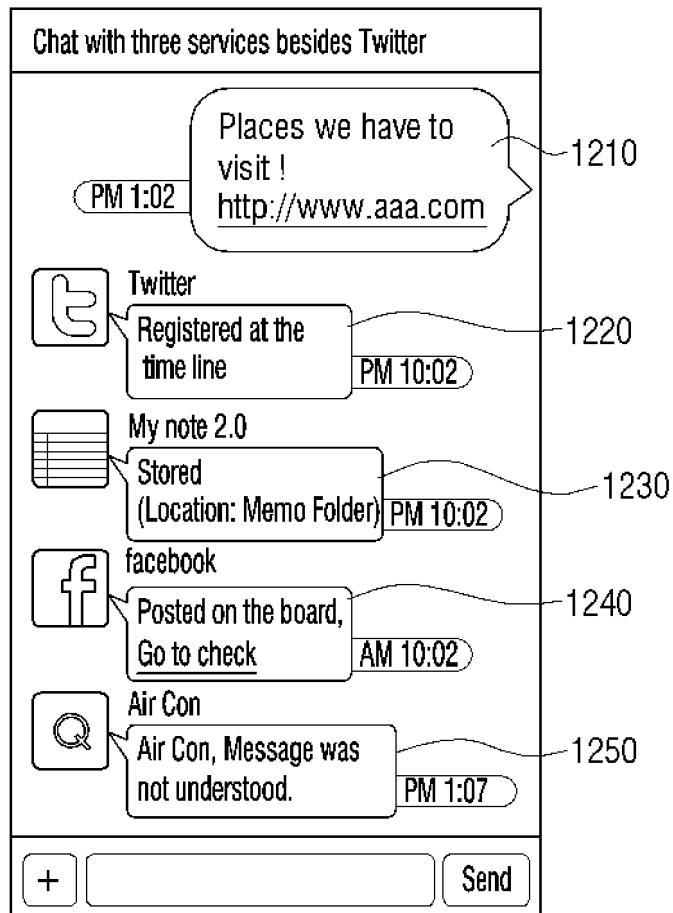 Chat with three services besides Twitter
Places we have to
visit !
http://www.aaa.com
PM 1:02
1210
Twitter
Registered at the
time line
PM 10:02
1220
My note 2.0
Stored
(Location: Memo Folder)
PM 10:02
1230
facebook
Posted on the board,
Go to check
AM 10:02
1240
Air Con
Air Con, Message was
not understood.
PM 1:07
1250
+
Send